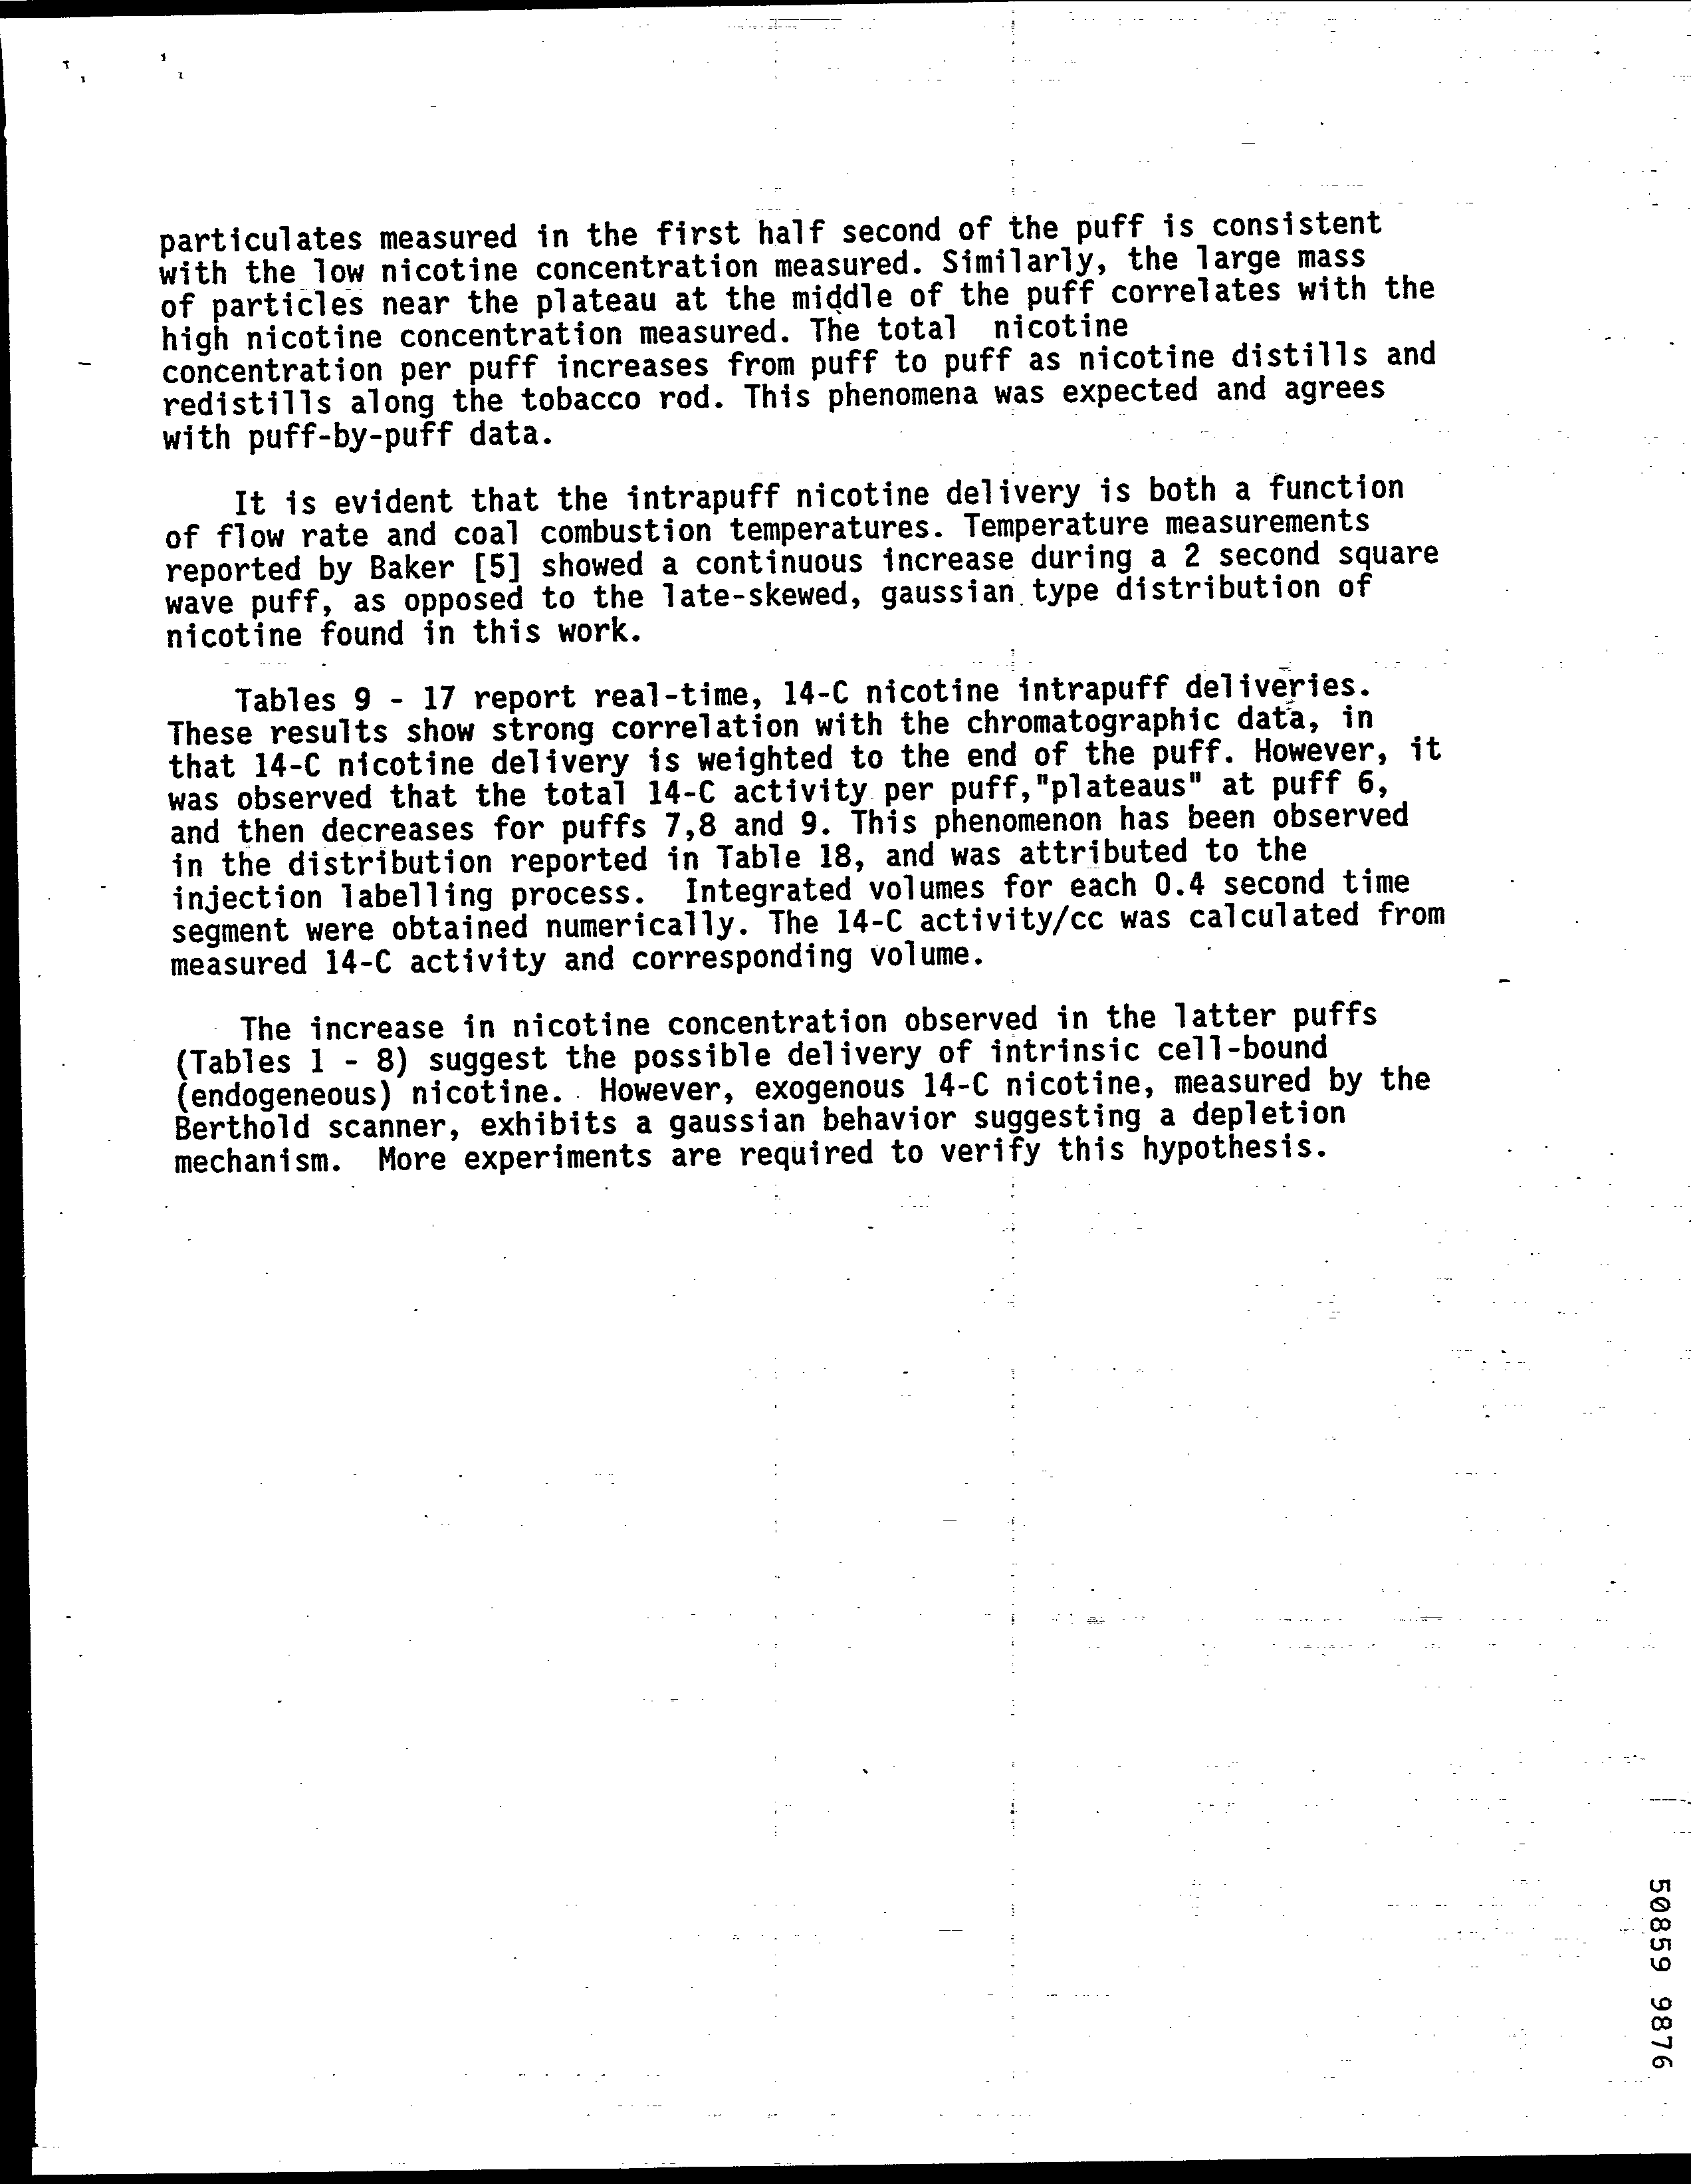 particulates measured in the first half second of the puff is consistent
with the low nicotine concentration measured. Similarly, the large mass
of particles near the plateau at the middle of the puff correlates with the
high nicotine concentration measured. The total  nicotine
concentration per puff increases from puff to puff as nicotine distills and
redistills along the tobacco rod. This phenomena was expected and agrees
with puff-by-puff data.
It is evident that the intrapuff nicotine delivery is both a function
of flow rate and coal combustion temperatures. Temperature measurements
reported by Baker [5] showed a continuous increase during a 2 second square
wave puff, as opposed to the late-skewed, gaussian type distribution of
nicotine found in this work.
Tables 9 - 17 report real-time, 14-C nicotine intrapuff deliveries.
These results show strong correlation with the chromatographic data, in
that 14-C nicotine delivery is weighted to the end of the puff. However, it
was observed that the total 14-C activity per puff,"plateaus" at puff 6,
and then decreases for puffs 7,8 and 9. This phenomenon has been observed
in the distribution reported in Table 18, and was attributed to the
injection labelling process.  Integrated volumes for each 0.4 second time
segment were obtained numerically. The 14-C activity/cc was calculated from
measured 14-C activity and corresponding volume.
The increase in nicotine concentration observed in the latter puffs
(Tables 1 - 8) suggest the possible delivery of intrinsic cell-bound
(endogeneous) nicotine.  However, exogenous 14-C nicotine, measured by the
Berthold scanner, exhibits a gaussian behavior suggesting a depletion
mechanism.  More experiments are required to verify this hypothesis.
50859 9876